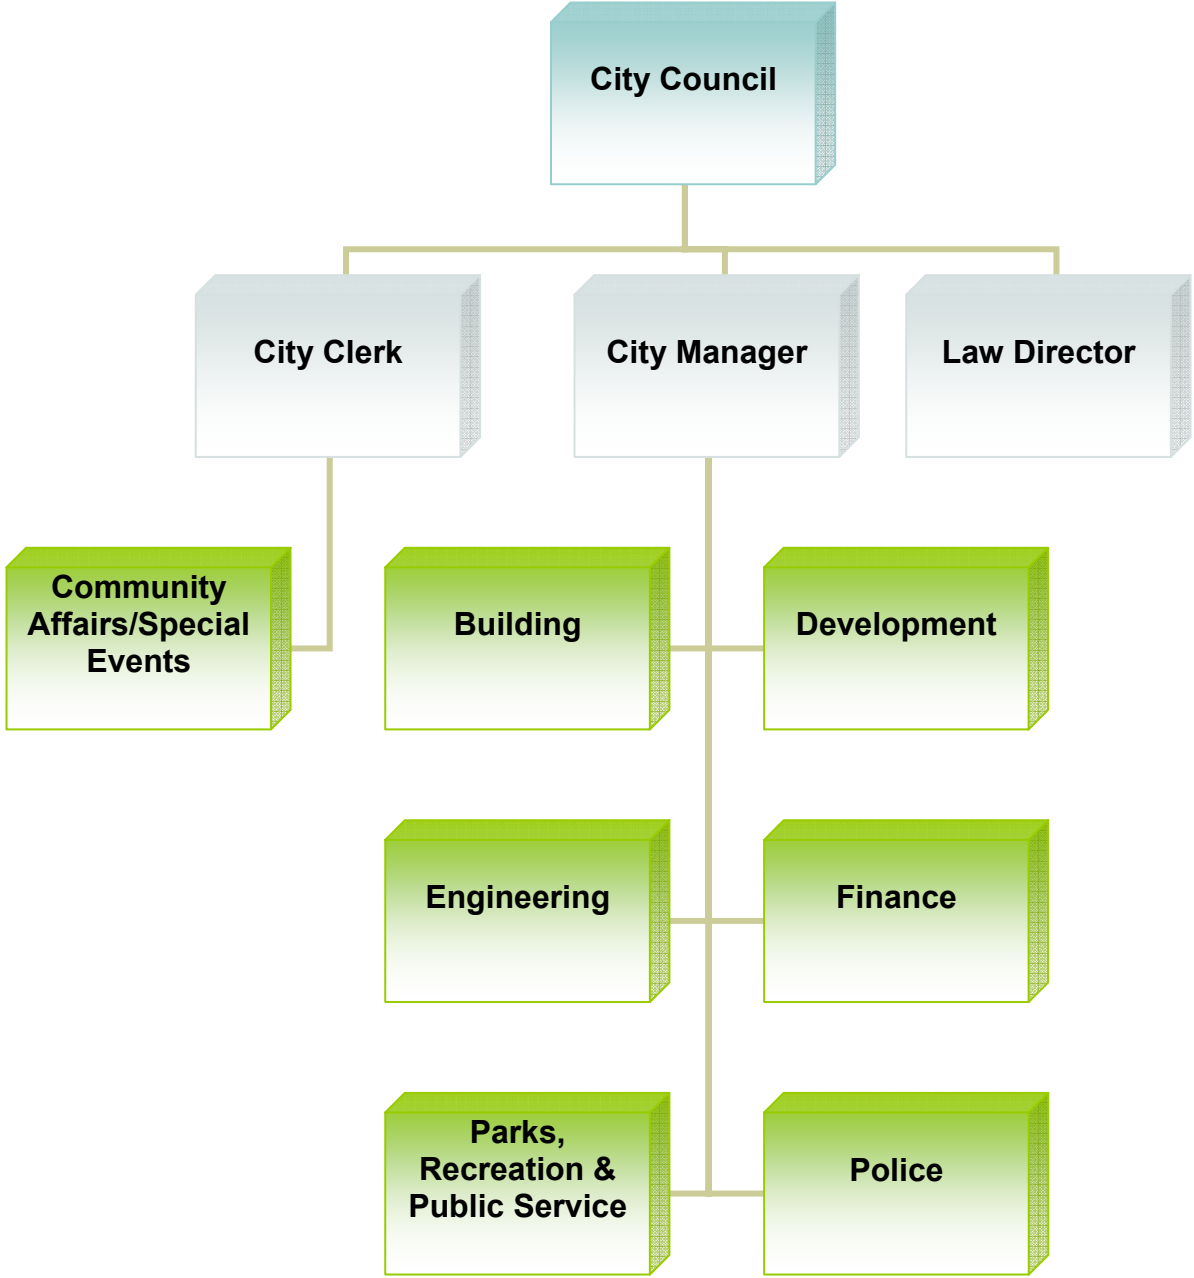 City Council
City Clerk
City Manager
Law Director
Community
Affairs/Special
Events
Building
Development
Engineering
Finance
Parks,
Recreation &
Public Service
Police